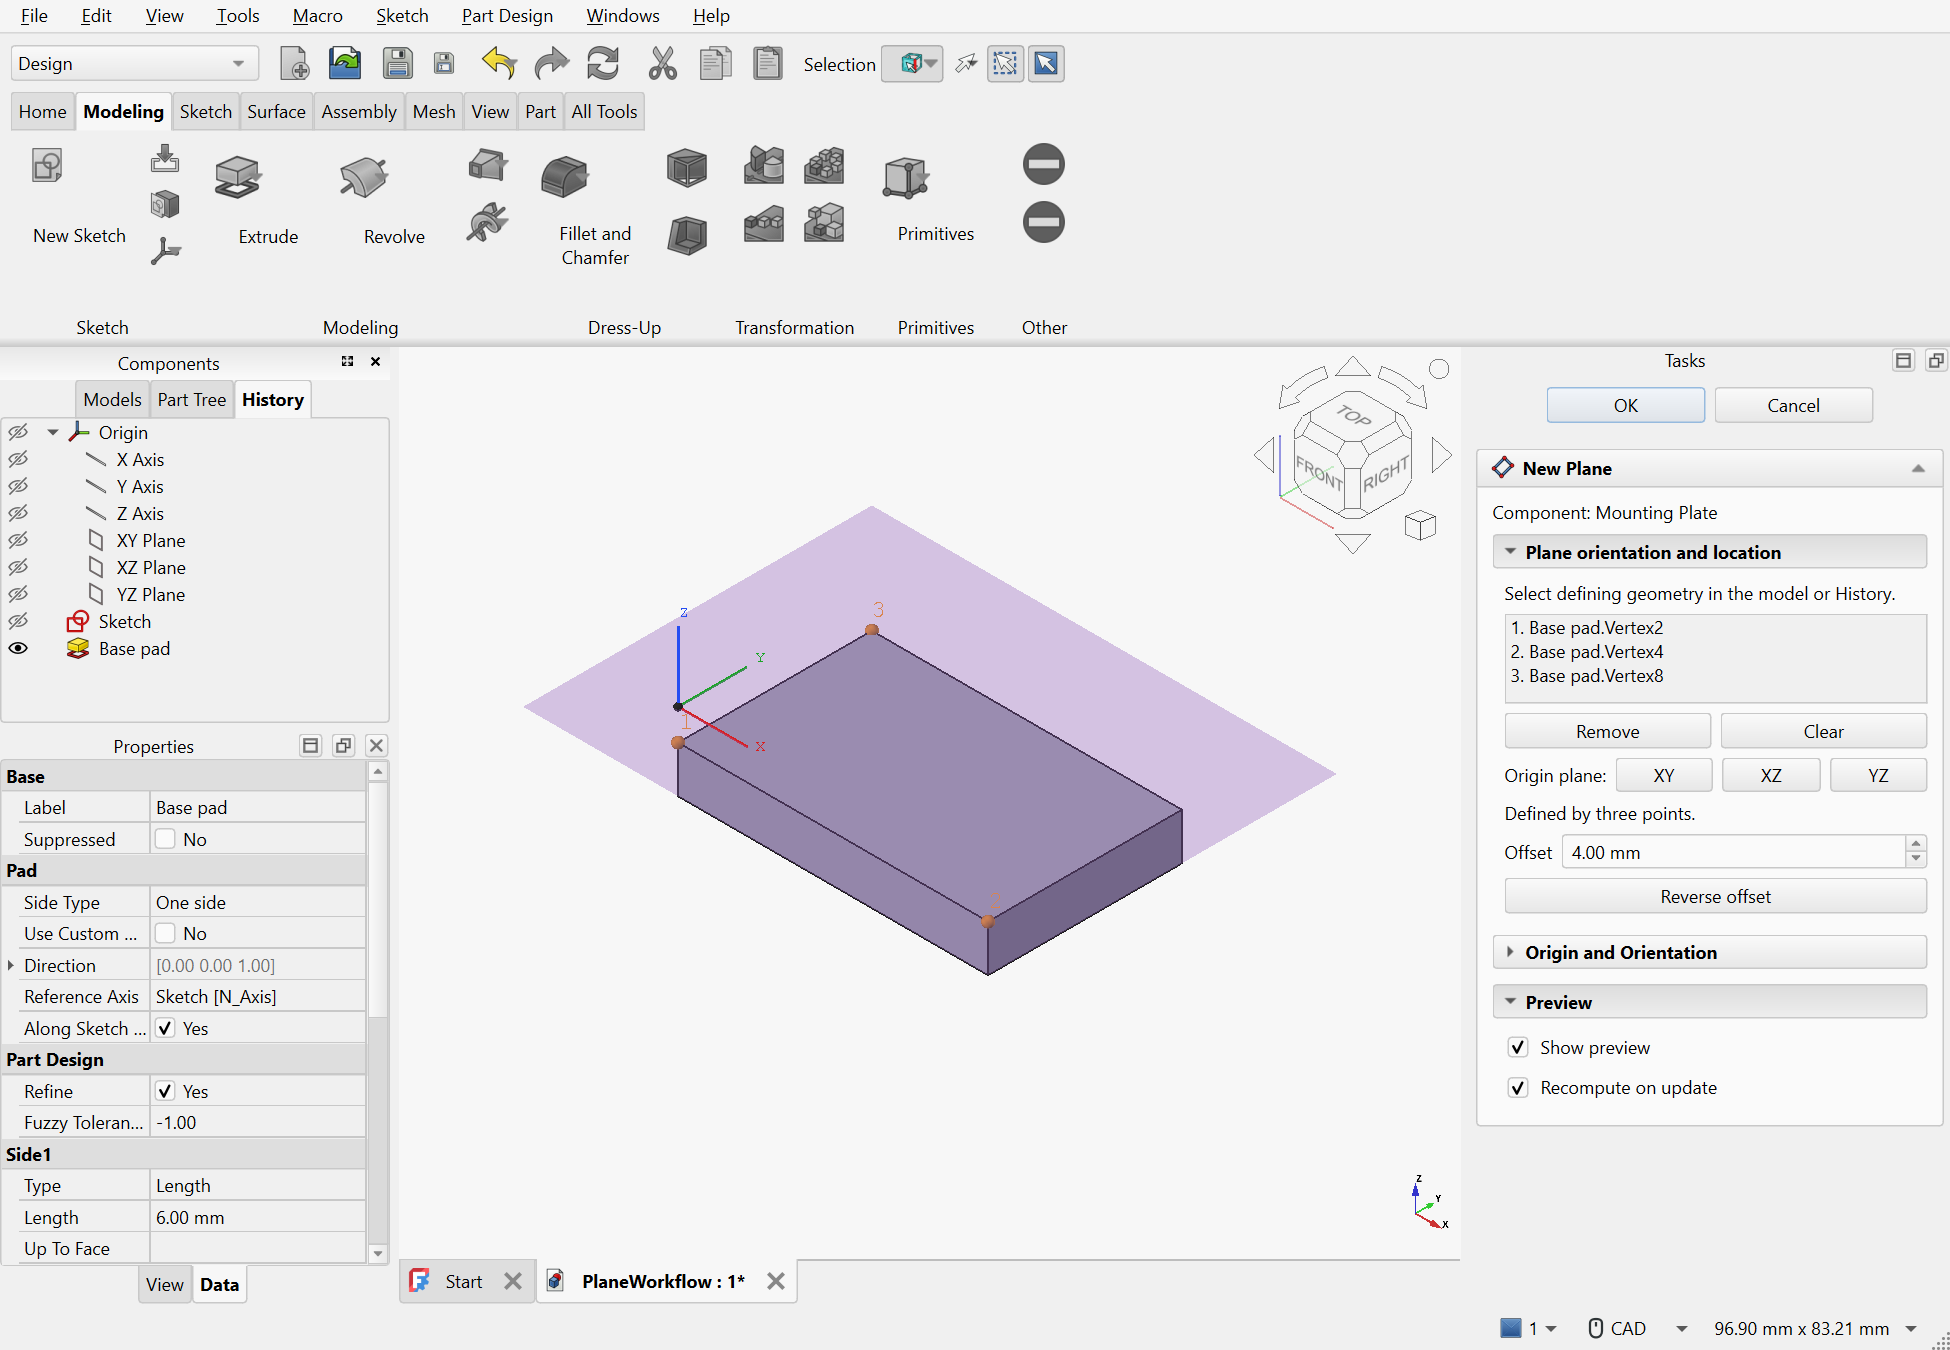 File Edit View Tools Macro Sketch Part Design Windows Help
Design
Selection
Home Modeling Sketch Surface Assembly Mesh View Part All Tools
New Sketch
Extrude
Revolve
Fillet and
Chamfer
Primitives
Sketch
Modeling
Dress-Up
Transformation
Primitives
Other
Components
Models Part Tree History
Origin
X Axis
Y Axis
Z Axis
XY Plane
XZ Plane
YZ Plane
Sketch
Base pad
Properties
Base
Label Base pad
Suppressed No
Pad
Side Type One side
Use Custom ... No
Direction [0.00 0.00 1.00]
Reference Axis Sketch [N_Axis]
Along Sketch ... Yes
Part Design
Refine Yes
Fuzzy Toleran... -1.00
Side1
Type Length
Length 6.00 mm
Up To Face
View Data
TOP
FRONT
RIGHT
3
Z
Y
1
X
Z
Y
X
Start
PlaneWorkflow : 1*
Tasks
OK Cancel
New Plane
Component: Mounting Plate
Plane orientation and location
Select defining geometry in the model or History.
1. Base pad.Vertex2
2. Base pad.Vertex4
3. Base pad.Vertex8
Remove Clear
Origin plane: XY XZ YZ
Defined by three points.
Offset 4.00 mm
Reverse offset
Origin and Orientation
Preview
Show preview
Recompute on update
1 CAD 96.90 mm x 83.21 mm